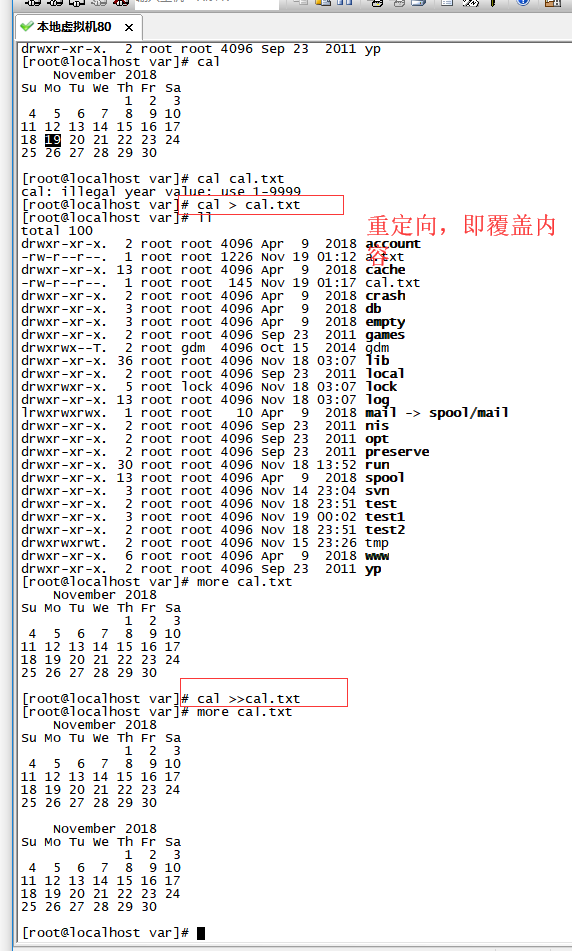 本地虚拟机80 ×
drwxr-xr-x.  2 root root 4096 Sep 23  2011 yp
[root@localhost var]# cal
    November 2018
Su Mo Tu We Th Fr Sa
             1  2  3
 4  5  6  7  8  9 10
11 12 13 14 15 16 17
18 19 20 21 22 23 24
25 26 27 28 29 30
[root@localhost var]# cal cal.txt
cal: illegal year value: use 1-9999
[root@localhost var]# cal > cal.txt
[root@localhost var]# ll
重定向，即覆盖内
容
total 100
drwxr-xr-x.  2 root root 4096 Apr  9  2018 account
-rw-r--r--.  1 root root 1226 Nov 19 01:12 a.txt
drwxr-xr-x. 13 root root 4096 Apr  9  2018 cache
-rw-r--r--.  1 root root  145 Nov 19 01:17 cal.txt
drwxr-xr-x.  2 root root 4096 Apr  9  2018 crash
drwxr-xr-x.  3 root root 4096 Apr  9  2018 db
drwxr-xr-x.  3 root root 4096 Apr  9  2018 empty
drwxr-xr-x.  2 root root 4096 Sep 23  2011 games
drwxrwx--T.  2 root gdm  4096 Oct 15  2014 gdm
drwxr-xr-x. 36 root root 4096 Nov 18 03:07 lib
drwxr-xr-x.  2 root root 4096 Sep 23  2011 local
drwxrwxr-x.  5 root lock 4096 Nov 18 03:07 lock
drwxr-xr-x. 13 root root 4096 Nov 18 03:07 log
lrwxrwxrwx.  1 root root   10 Apr  9  2018 mail -> spool/mail
drwxr-xr-x.  2 root root 4096 Sep 23  2011 nis
drwxr-xr-x.  2 root root 4096 Sep 23  2011 opt
drwxr-xr-x.  2 root root 4096 Sep 23  2011 preserve
drwxr-xr-x. 30 root root 4096 Nov 18 13:52 run
drwxr-xr-x. 13 root root 4096 Apr  9  2018 spool
drwxr-xr-x.  3 root root 4096 Nov 14 23:04 svn
drwxr-xr-x.  2 root root 4096 Nov 18 23:51 test
drwxr-xr-x.  3 root root 4096 Nov 19 00:02 test1
drwxr-xr-x.  2 root root 4096 Nov 18 23:51 test2
drwxrwxrwt.  2 root root 4096 Nov 15 23:26 tmp
drwxr-xr-x.  6 root root 4096 Apr  9  2018 www
drwxr-xr-x.  2 root root 4096 Sep 23  2011 yp
[root@localhost var]# more cal.txt
    November 2018
Su Mo Tu We Th Fr Sa
             1  2  3
 4  5  6  7  8  9 10
11 12 13 14 15 16 17
18 19 20 21 22 23 24
25 26 27 28 29 30
[root@localhost var]# cal >>cal.txt
[root@localhost var]# more cal.txt
    November 2018
Su Mo Tu We Th Fr Sa
             1  2  3
 4  5  6  7  8  9 10
11 12 13 14 15 16 17
18 19 20 21 22 23 24
25 26 27 28 29 30
    November 2018
Su Mo Tu We Th Fr Sa
             1  2  3
 4  5  6  7  8  9 10
11 12 13 14 15 16 17
18 19 20 21 22 23 24
25 26 27 28 29 30
[root@localhost var]#